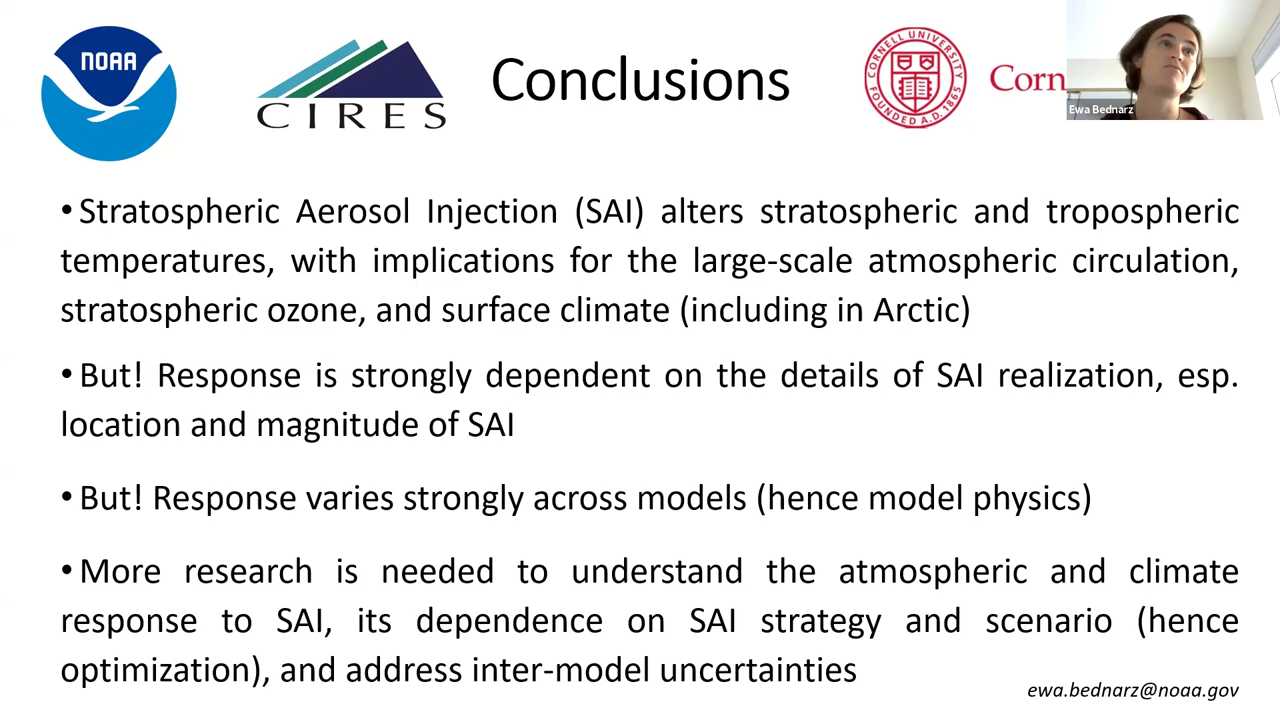 NOAA
CIRES
Conclusions
CORNELL UNIVERSITY
FOUNDED A.D. 1865
Corn
Ewa Bednarz
• Stratospheric Aerosol Injection (SAI) alters stratospheric and tropospheric
temperatures, with implications for the large-scale atmospheric circulation,
stratospheric ozone, and surface climate (including in Arctic)
• But! Response is strongly dependent on the details of SAI realization, esp.
location and magnitude of SAI
• But! Response varies strongly across models (hence model physics)
• More research is needed to understand the atmospheric and climate
response to SAI, its dependence on SAI strategy and scenario (hence
optimization), and address inter-model uncertainties
ewa.bednarz@noaa.gov